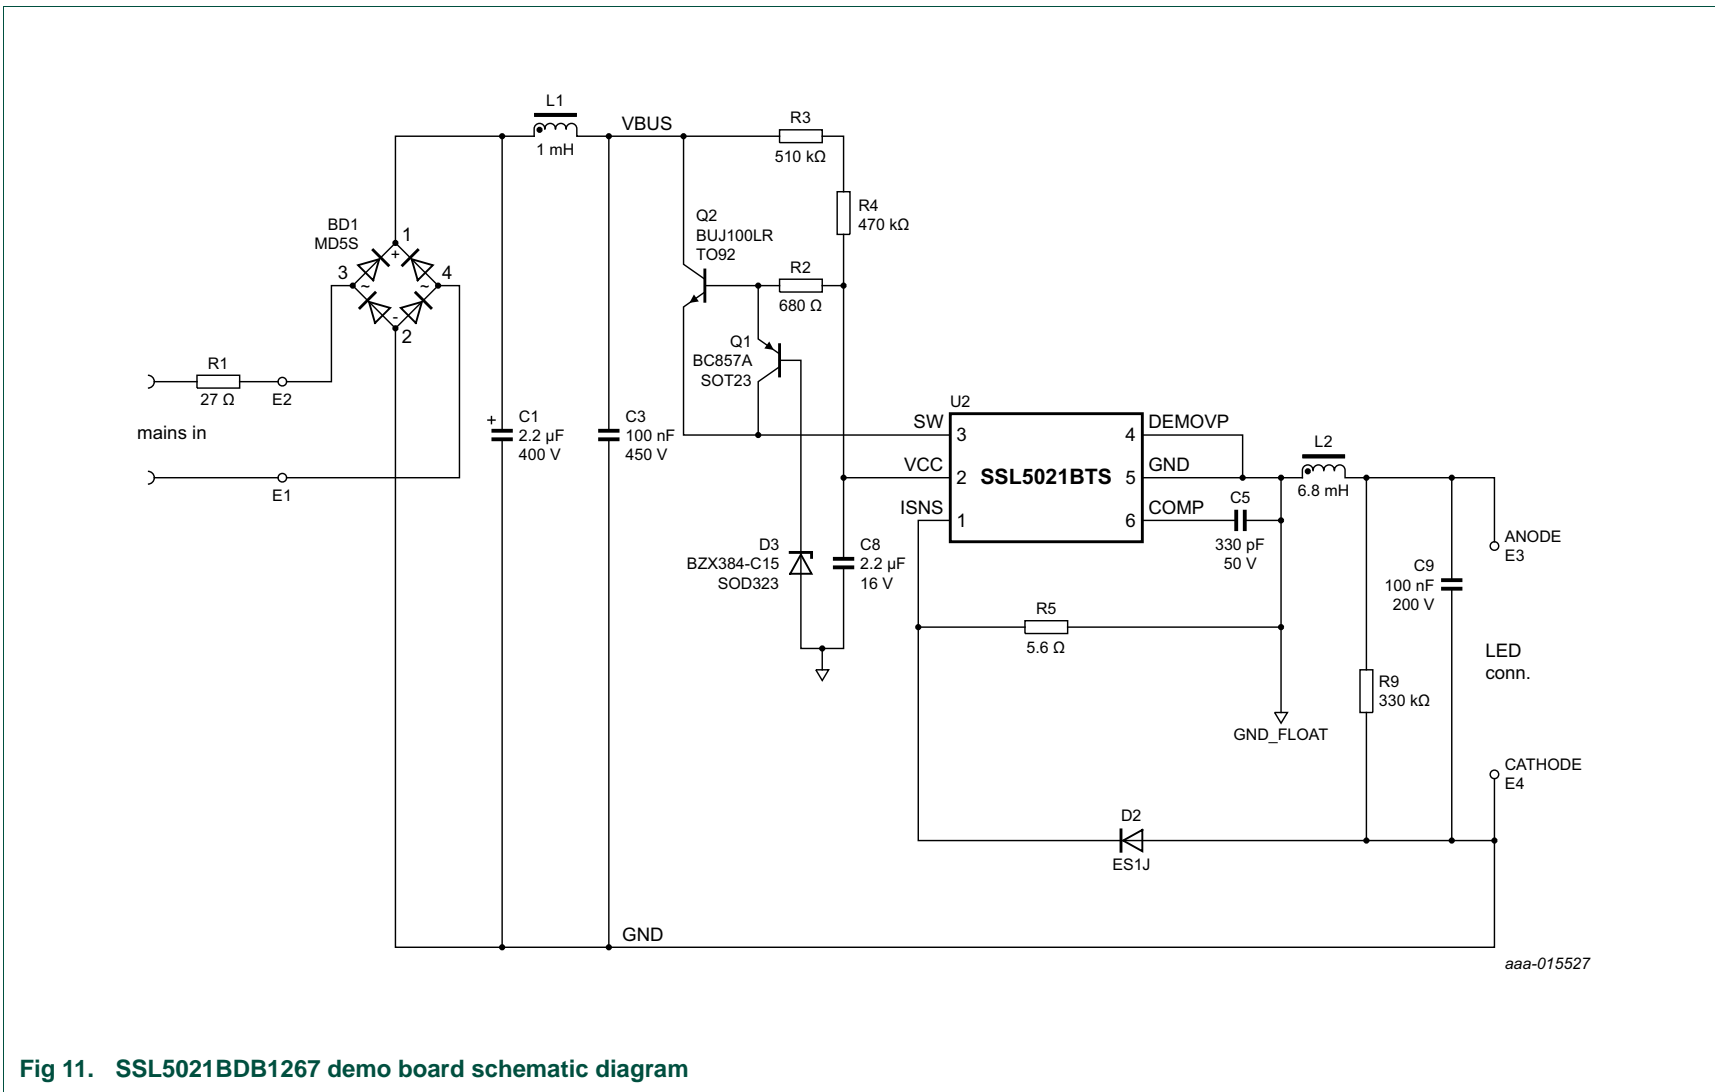 L1
1 mH
VBUS
R3
510 kΩ
R4
470 kΩ
Q2
BUJ100LR
TO92
R2
680 Ω
BD1
MD5S
1
+
3
~
~
4
-
2
Q1
BC857A
SOT23
R1
27 Ω
E2
mains in
E1
+
C1
2.2 µF
400 V
C3
100 nF
450 V
U2
SW
3
VCC
2
ISNS
1
SSL5021BTS
4
DEMOVP
5
GND
6
COMP
L2
6.8 mH
C5
330 pF
50 V
ANODE
E3
D3
BZX384-C15
SOD323
C8
2.2 µF
16 V
C9
100 nF
200 V
R5
5.6 Ω
LED
conn.
R9
330 kΩ
GND_FLOAT
CATHODE
E4
D2
ES1J
GND
aaa-015527
Fig 11. SSL5021BDB1267 demo board schematic diagram